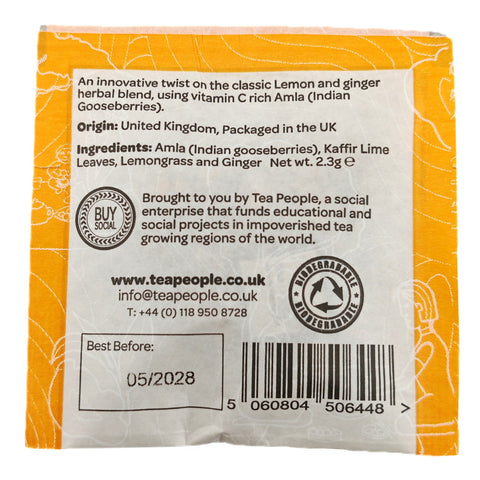 An innovative twist on the classic Lemon and ginger
herbal blend, using vitamin C rich Amla (Indian
Gooseberries).
Origin: United Kingdom, Packaged in the UK
Ingredients: Amla (Indian gooseberries), Kaffir Lime
Leaves, Lemongrass and Ginger Net wt. 2.3g ℮
BUY
SOCIAL
Brought to you by Tea People, a social
enterprise that funds educational and
social projects in impoverished tea
growing regions of the world.
www.teapeople.co.uk
info@teapeople.co.uk
T: +44 (0) 118 950 8728
BIODEGRADABLE
BIODEGRADABLE
Best Before:
05/2028
5 060804 506448 >